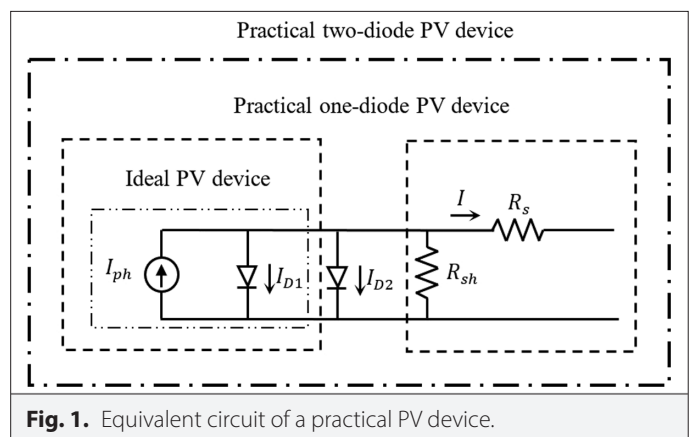 Practical two-diode PV device
Practical one-diode PV device
Ideal PV device
I
R_s
I_ph
I_D1
I_D2
R_sh
Fig. 1. Equivalent circuit of a practical PV device.